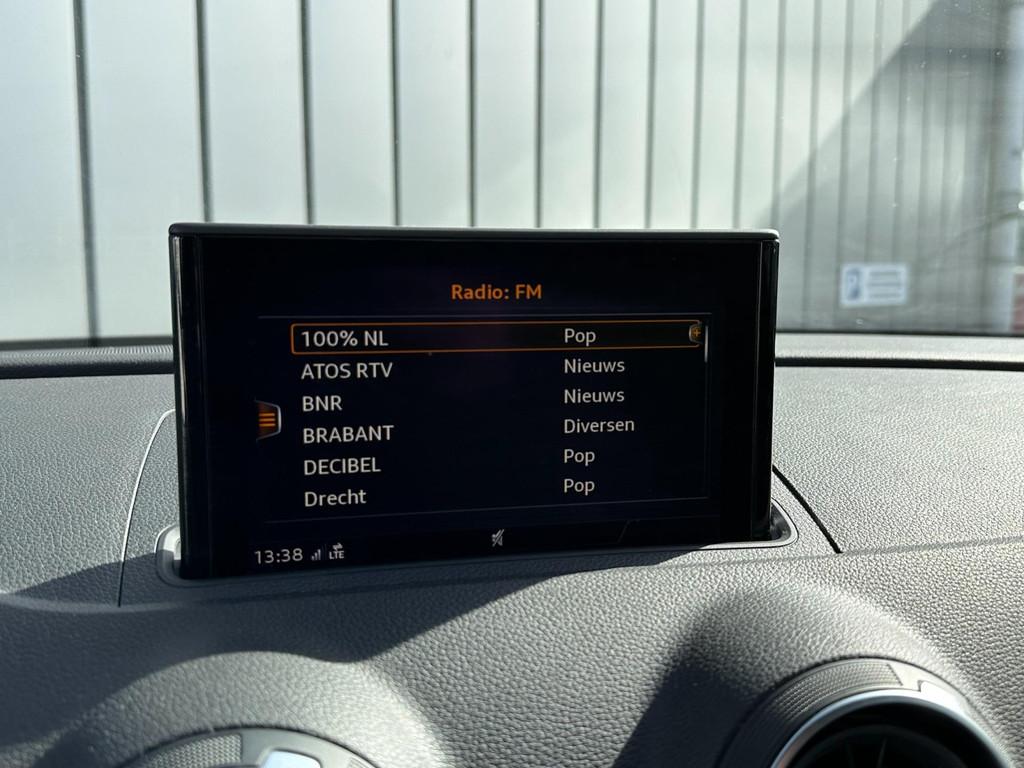 Radio: FM
100% NL Pop
ATOS RTV Nieuws
BNR Nieuws
BRABANT Diversen
DECIBEL Pop
Drecht Pop
13:38 LTE